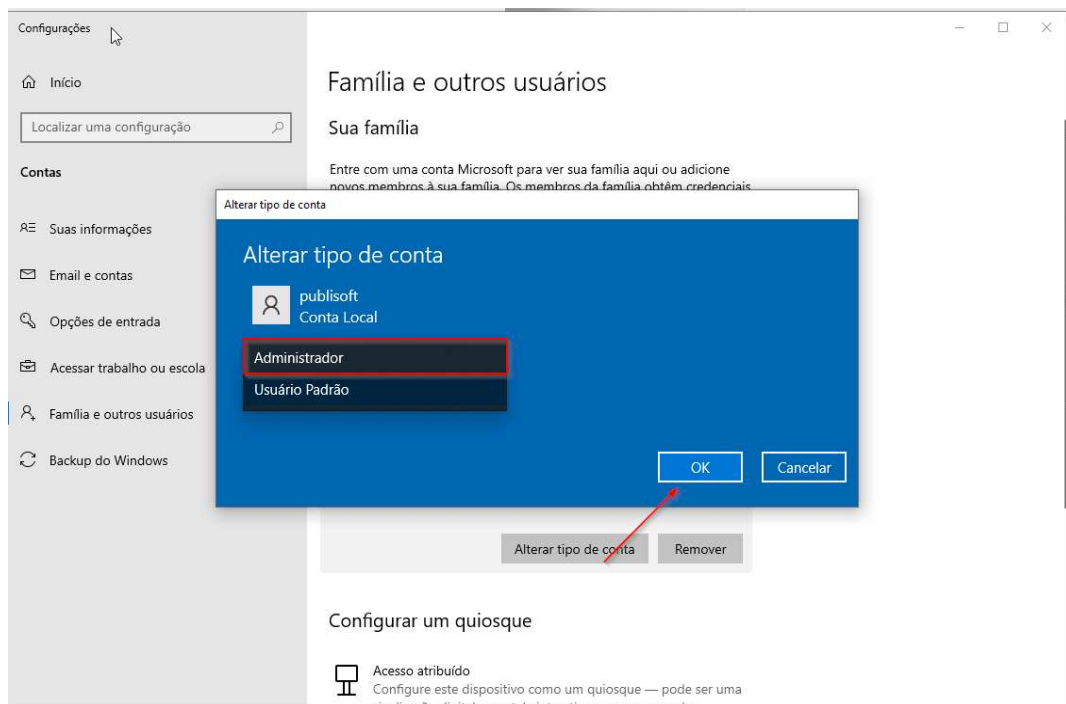 Configurações
Início
Localizar uma configuração
Contas
Suas informações
Email e contas
Opções de entrada
Acessar trabalho ou escola
Família e outros usuários
Backup do Windows
Família e outros usuários
Sua família
Entre com uma conta Microsoft para ver sua família aqui ou adicione
novos membros à sua família. Os membros da família obtêm credenciais
Alterar tipo de conta
Alterar tipo de conta
publisoft
Conta Local
Administrador
Usuário Padrão
OK
Cancelar
Alterar tipo de conta
Remover
Configurar um quiosque
Acesso atribuído
Configure este dispositivo como um quiosque — pode ser uma